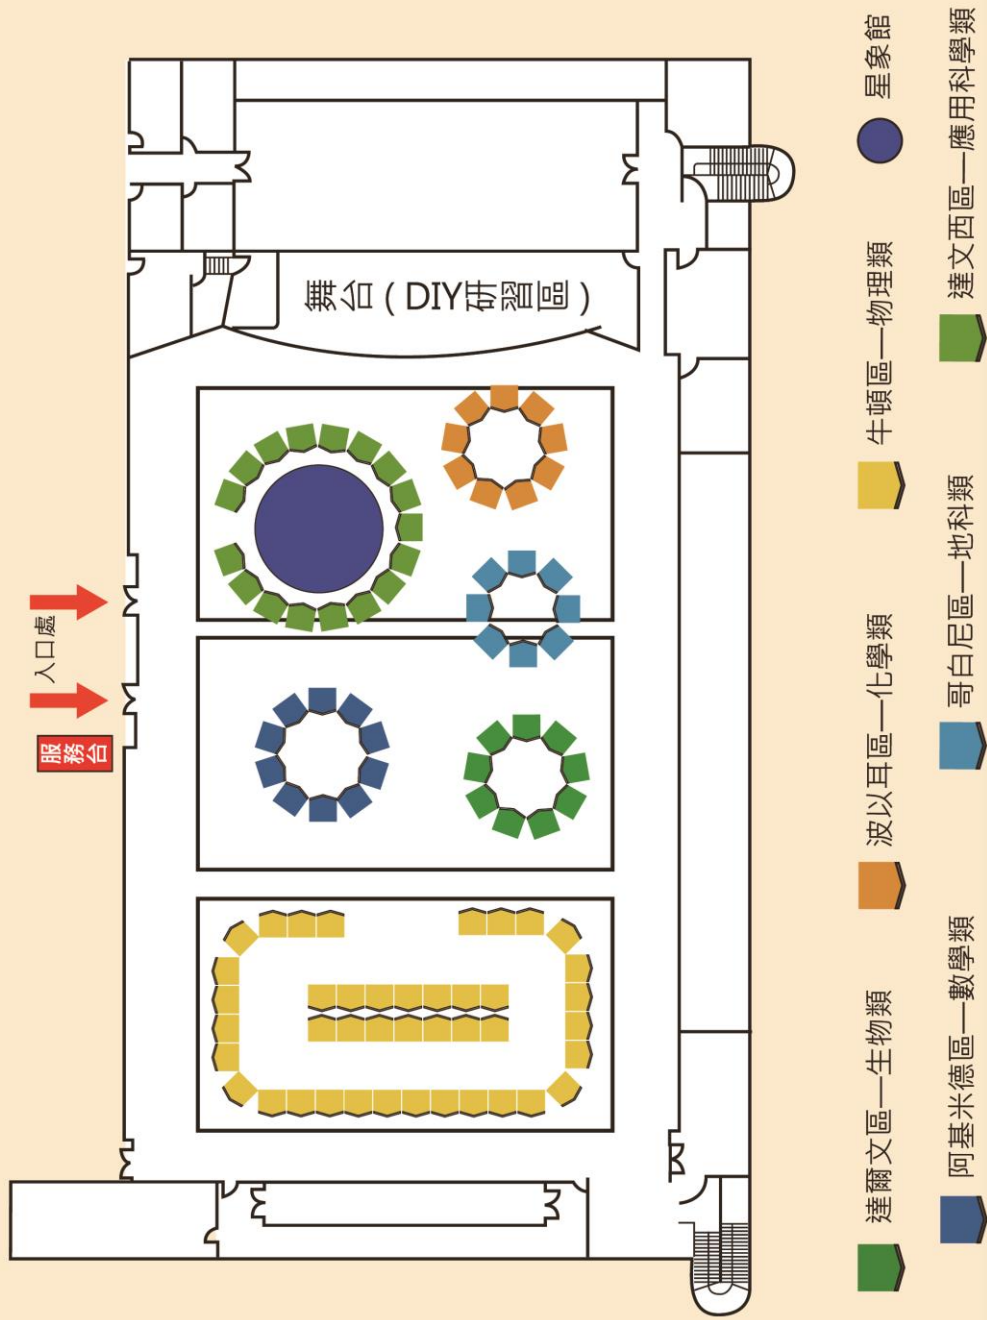 服務台
入口處
舞台(DIY研習區)
達爾文區—生物類
波以耳區—化學類
牛頓區—物理類
星象館
阿基米德區—數學類
哥白尼區—地科類
達文西區—應用科學類